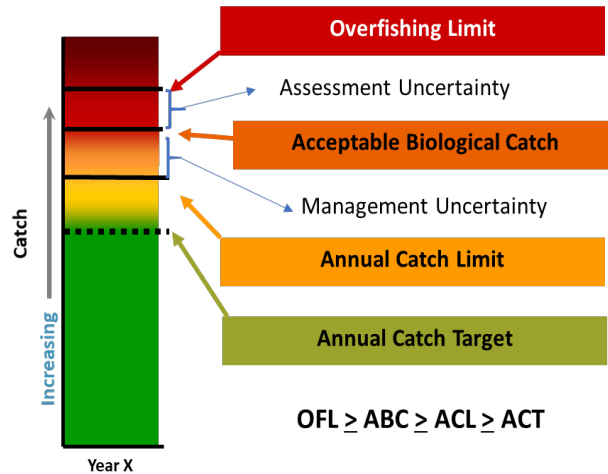 Overfishing Limit
Assessment Uncertainty
Acceptable Biological Catch
Management Uncertainty
Annual Catch Limit
Annual Catch Target
OFL ≥ ABC ≥ ACL ≥ ACT
Catch
Increasing
Year X